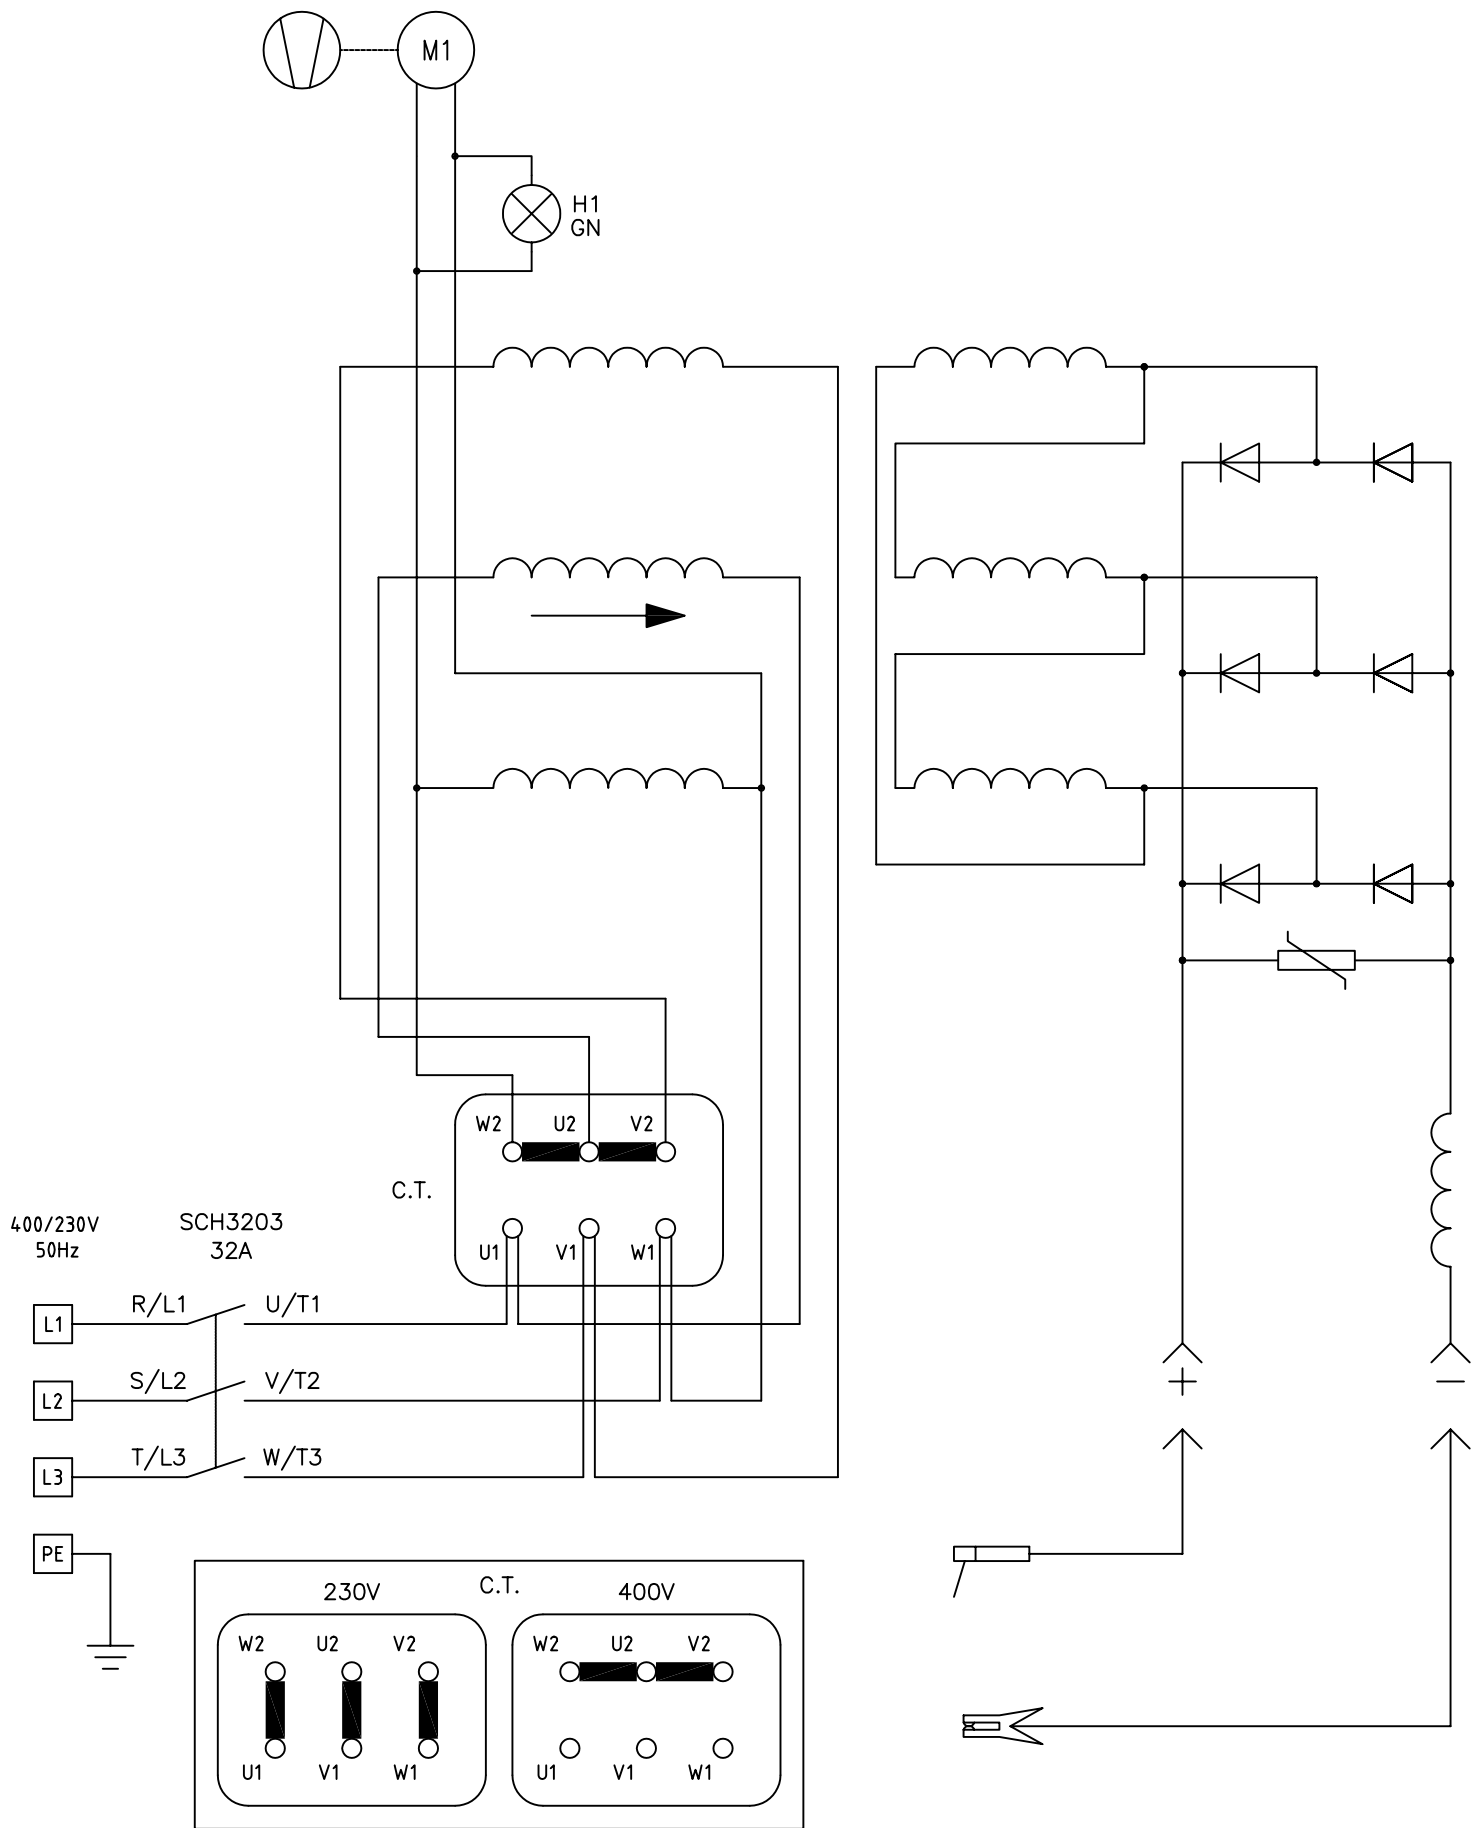 M1
H1
GN
W2 U2 V2
C.T.
400/230V
50Hz
SCH3203
32A
U1 V1 W1
L1 R/L1 U/T1
L2 S/L2 V/T2
L3 T/L3 W/T3
+ −
PE
230V C.T. 400V
W2 U2 V2 W2 U2 V2
U1 V1 W1 U1 V1 W1